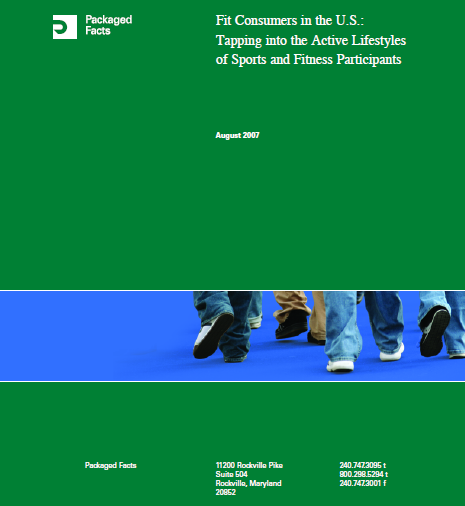 Packaged
Facts
Fit Consumers in the U.S.:
Tapping into the Active Lifestyles
of Sports and Fitness Participants
August 2007
Packaged Facts
11200 Rockville Pike
Suite 504
Rockville, Maryland
20852
240.747.3095 t
800.298.5294 t
240.747.3001 f